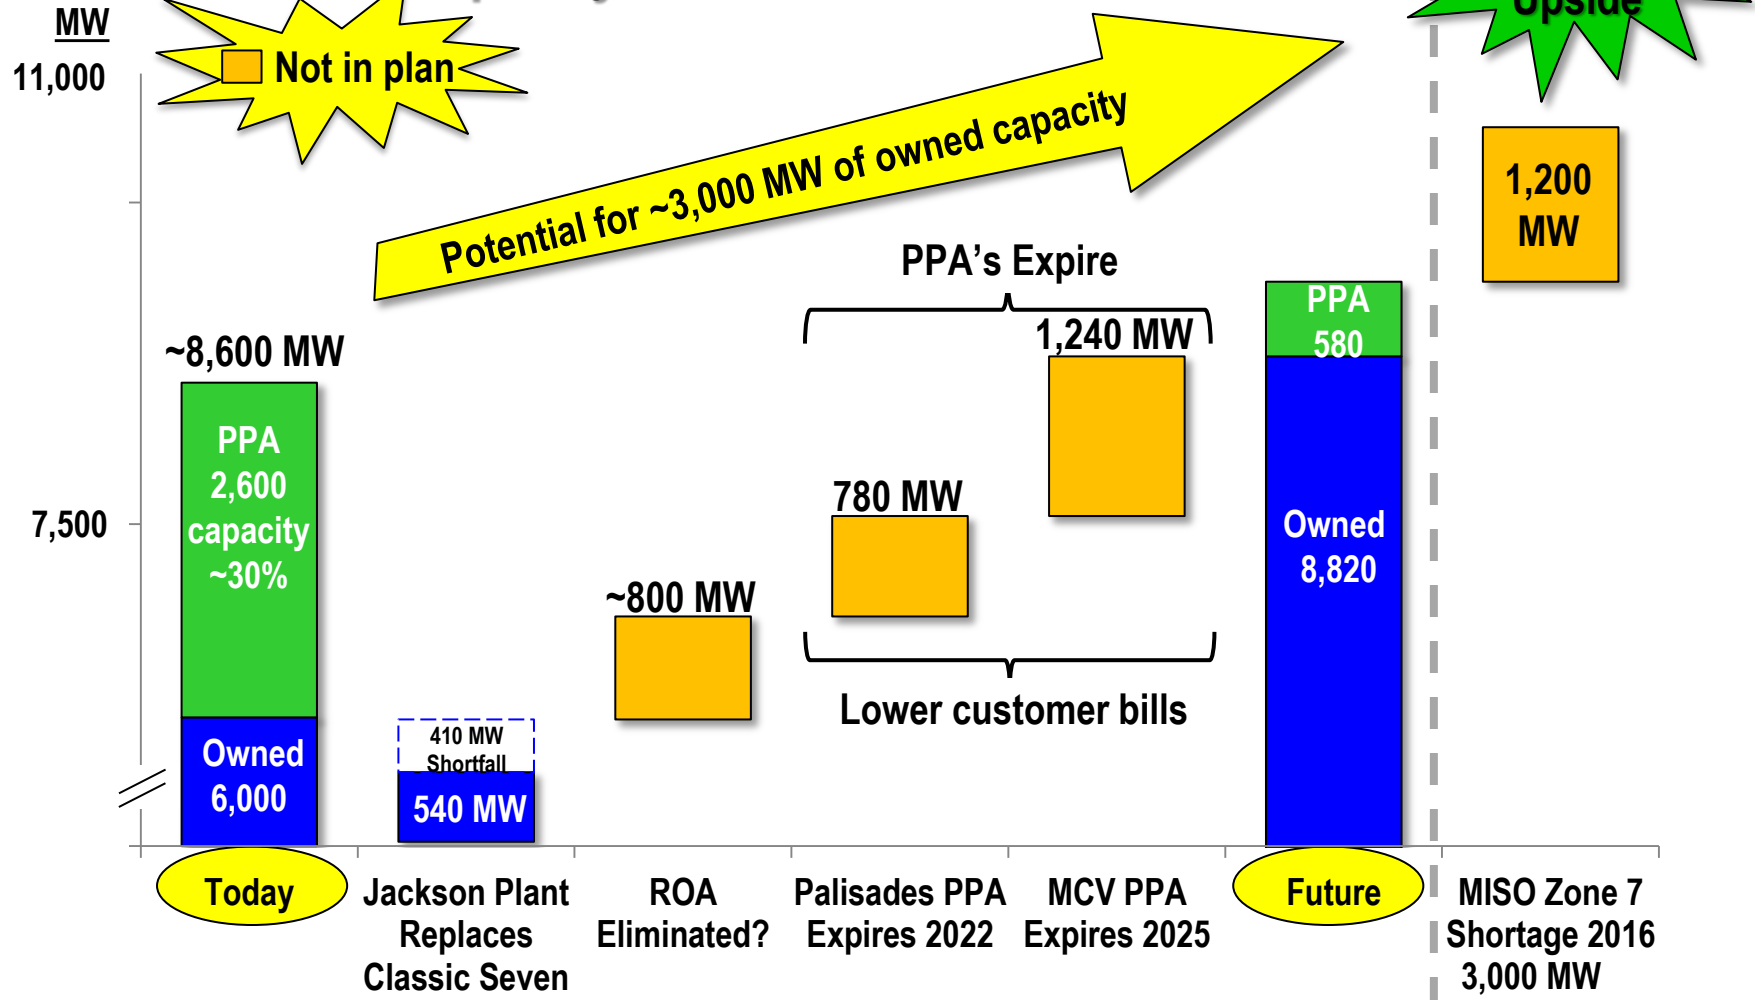 MW
11,000
7,500
Not in plan
Upside
Potential for ~3,000 MW of owned capacity
1,200
MW
PPA's Expire
~8,600 MW
PPA
2,600
capacity
~30%
Owned
6,000
410 MW
Shortfall
540 MW
~800 MW
780 MW
1,240 MW
Lower customer bills
PPA
580
Owned
8,820
Today
Jackson Plant
Replaces
Classic Seven
ROA
Eliminated?
Palisades PPA
Expires 2022
MCV PPA
Expires 2025
Future
MISO Zone 7
Shortage 2016
3,000 MW